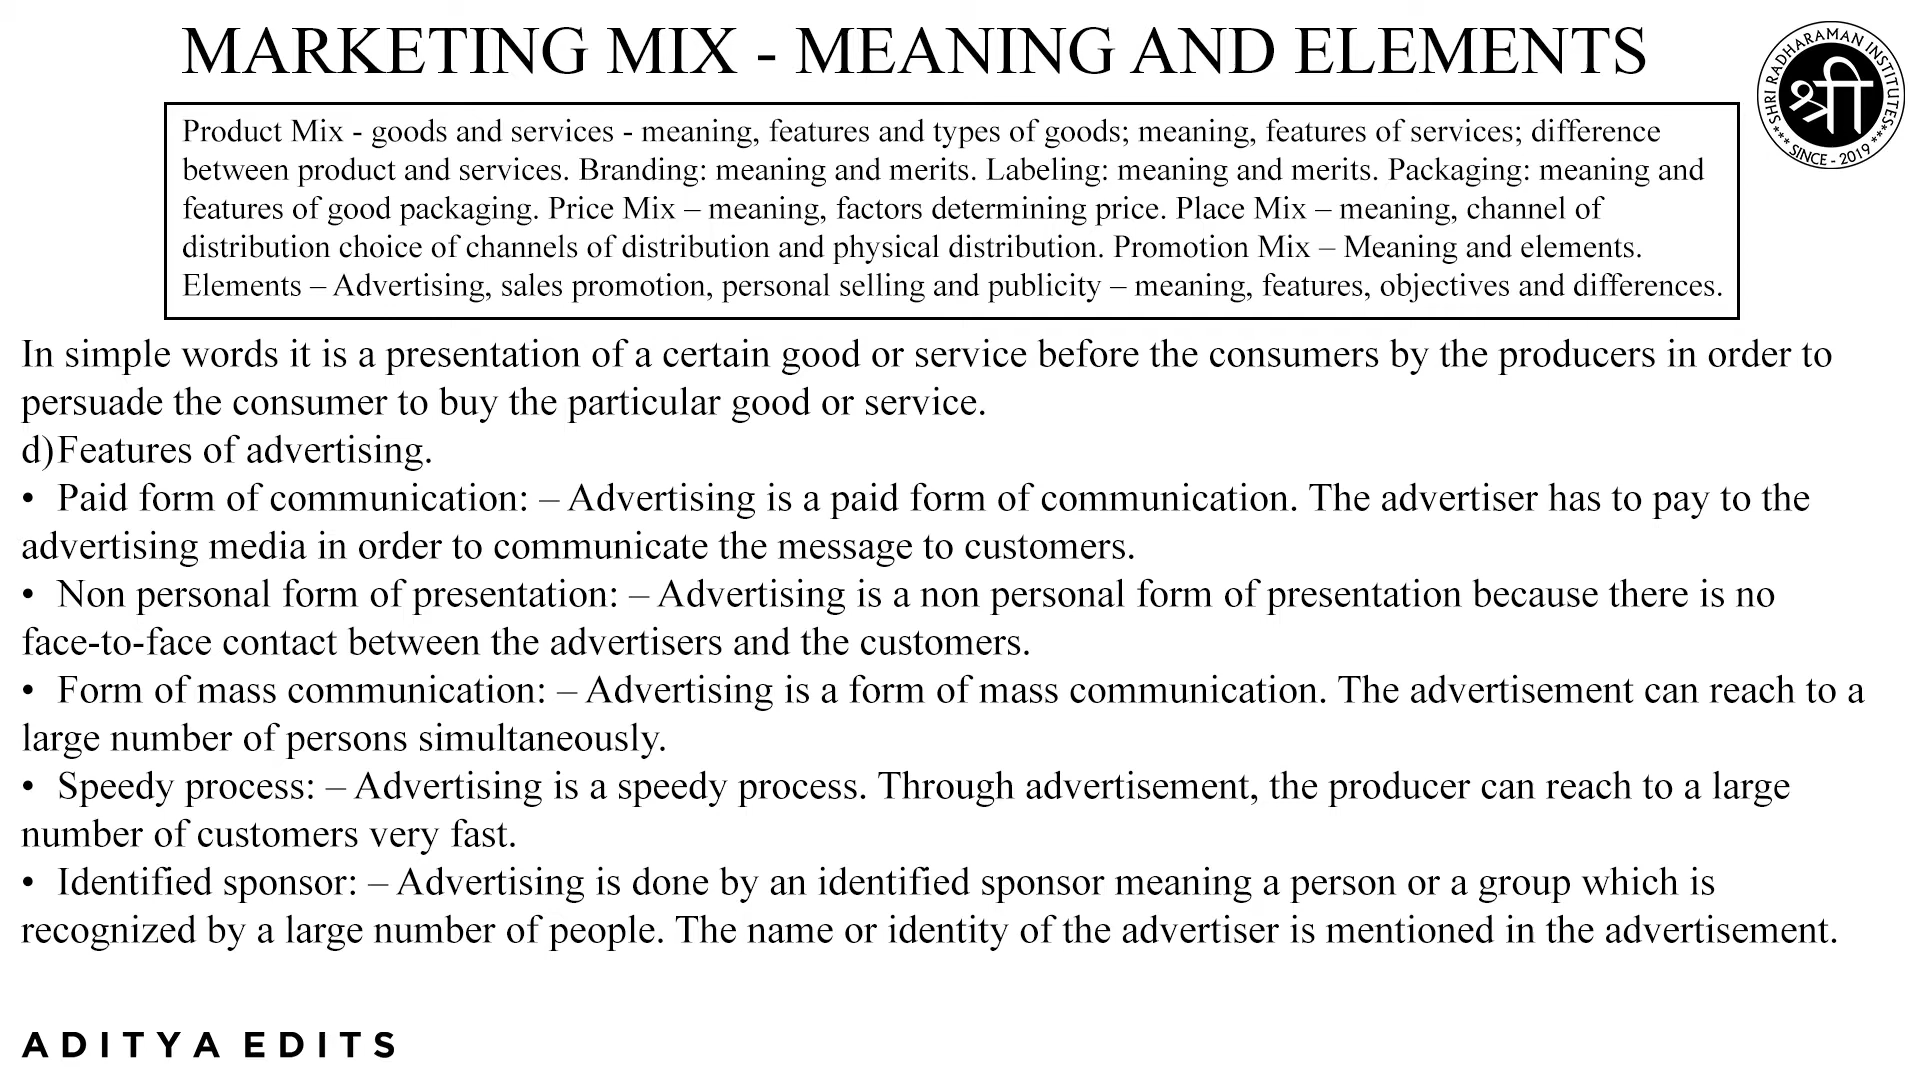 MARKETING MIX - MEANING AND ELEMENTS
SHRI RADHARAMAN INSTITUTES
श्री
SINCE - 2019
Product Mix - goods and services - meaning, features and types of goods; meaning, features of services; difference
between product and services. Branding: meaning and merits. Labeling: meaning and merits. Packaging: meaning and
features of good packaging. Price Mix – meaning, factors determining price. Place Mix – meaning, channel of
distribution choice of channels of distribution and physical distribution. Promotion Mix – Meaning and elements.
Elements – Advertising, sales promotion, personal selling and publicity – meaning, features, objectives and differences.
In simple words it is a presentation of a certain good or service before the consumers by the producers in order to
persuade the consumer to buy the particular good or service.
d)Features of advertising.
• Paid form of communication: – Advertising is a paid form of communication. The advertiser has to pay to the
advertising media in order to communicate the message to customers.
• Non personal form of presentation: – Advertising is a non personal form of presentation because there is no
face-to-face contact between the advertisers and the customers.
• Form of mass communication: – Advertising is a form of mass communication. The advertisement can reach to a
large number of persons simultaneously.
• Speedy process: – Advertising is a speedy process. Through advertisement, the producer can reach to a large
number of customers very fast.
• Identified sponsor: – Advertising is done by an identified sponsor meaning a person or a group which is
recognized by a large number of people. The name or identity of the advertiser is mentioned in the advertisement.
ADITYA EDITS